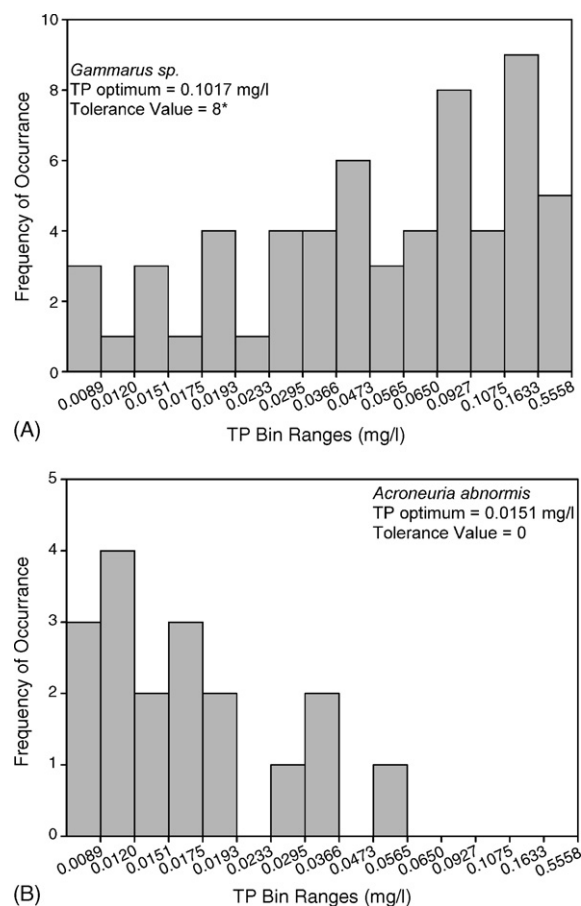 10
8
6
4
2
0
Frequency of Occurrance
Gammarus sp.
TP optimum = 0.1017 mg/l
Tolerance Value = 8*
0.0089 0.0120 0.0151 0.0175 0.0193 0.0233 0.0295 0.0366 0.0473 0.0565 0.0650 0.0927 0.1075 0.1633 0.5558
(A)
TP Bin Ranges (mg/l)
5
4
3
2
1
0
Frequency of Occurrance
Acroneuria abnormis
TP optimum = 0.0151 mg/l
Tolerance Value = 0
0.0089 0.0120 0.0151 0.0175 0.0193 0.0233 0.0295 0.0366 0.0473 0.0565 0.0650 0.0927 0.1075 0.1633 0.5558
(B)
TP Bin Ranges (mg/l)